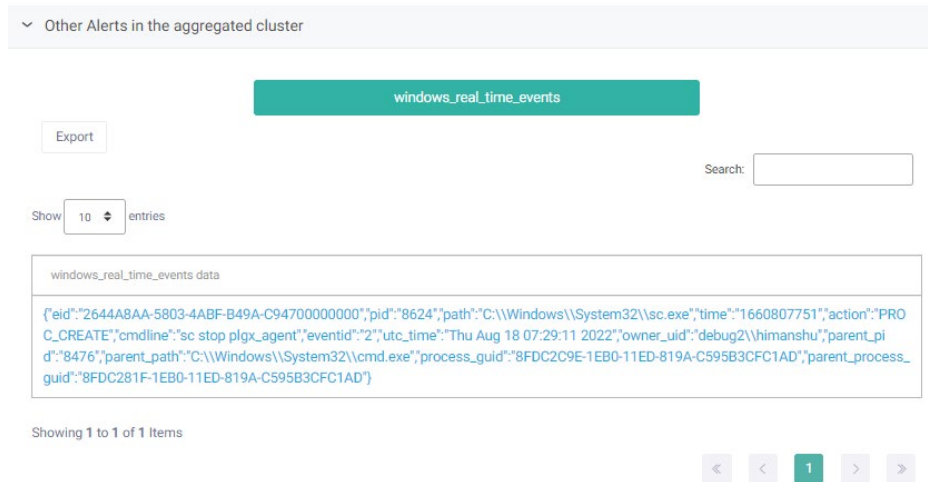 Other Alerts in the aggregated cluster
windows_real_time_events
Export
Search:
Show 10 entries
windows_real_time_events data
{"eid":"2644A8AA-5803-4ABF-B49A-C94700000000","pid":"8624","path":"C:\\Windows\\System32\\sc.exe","time":"1660807751","action":"PRO
C_CREATE","cmdline":"sc stop plgx_agent","eventid":"2","utc_time":"Thu Aug 18 07:29:11 2022","owner_uid":"debug2\\himanshu","parent_pi
d":"8476","parent_path":"C:\\Windows\\System32\\cmd.exe","process_guid":"8FDC2C9E-1EB0-11ED-819A-C595B3CFC1AD","parent_process_
guid":"8FDC281F-1EB0-11ED-819A-C595B3CFC1AD"}
Showing 1 to 1 of 1 Items
« < 1 > »